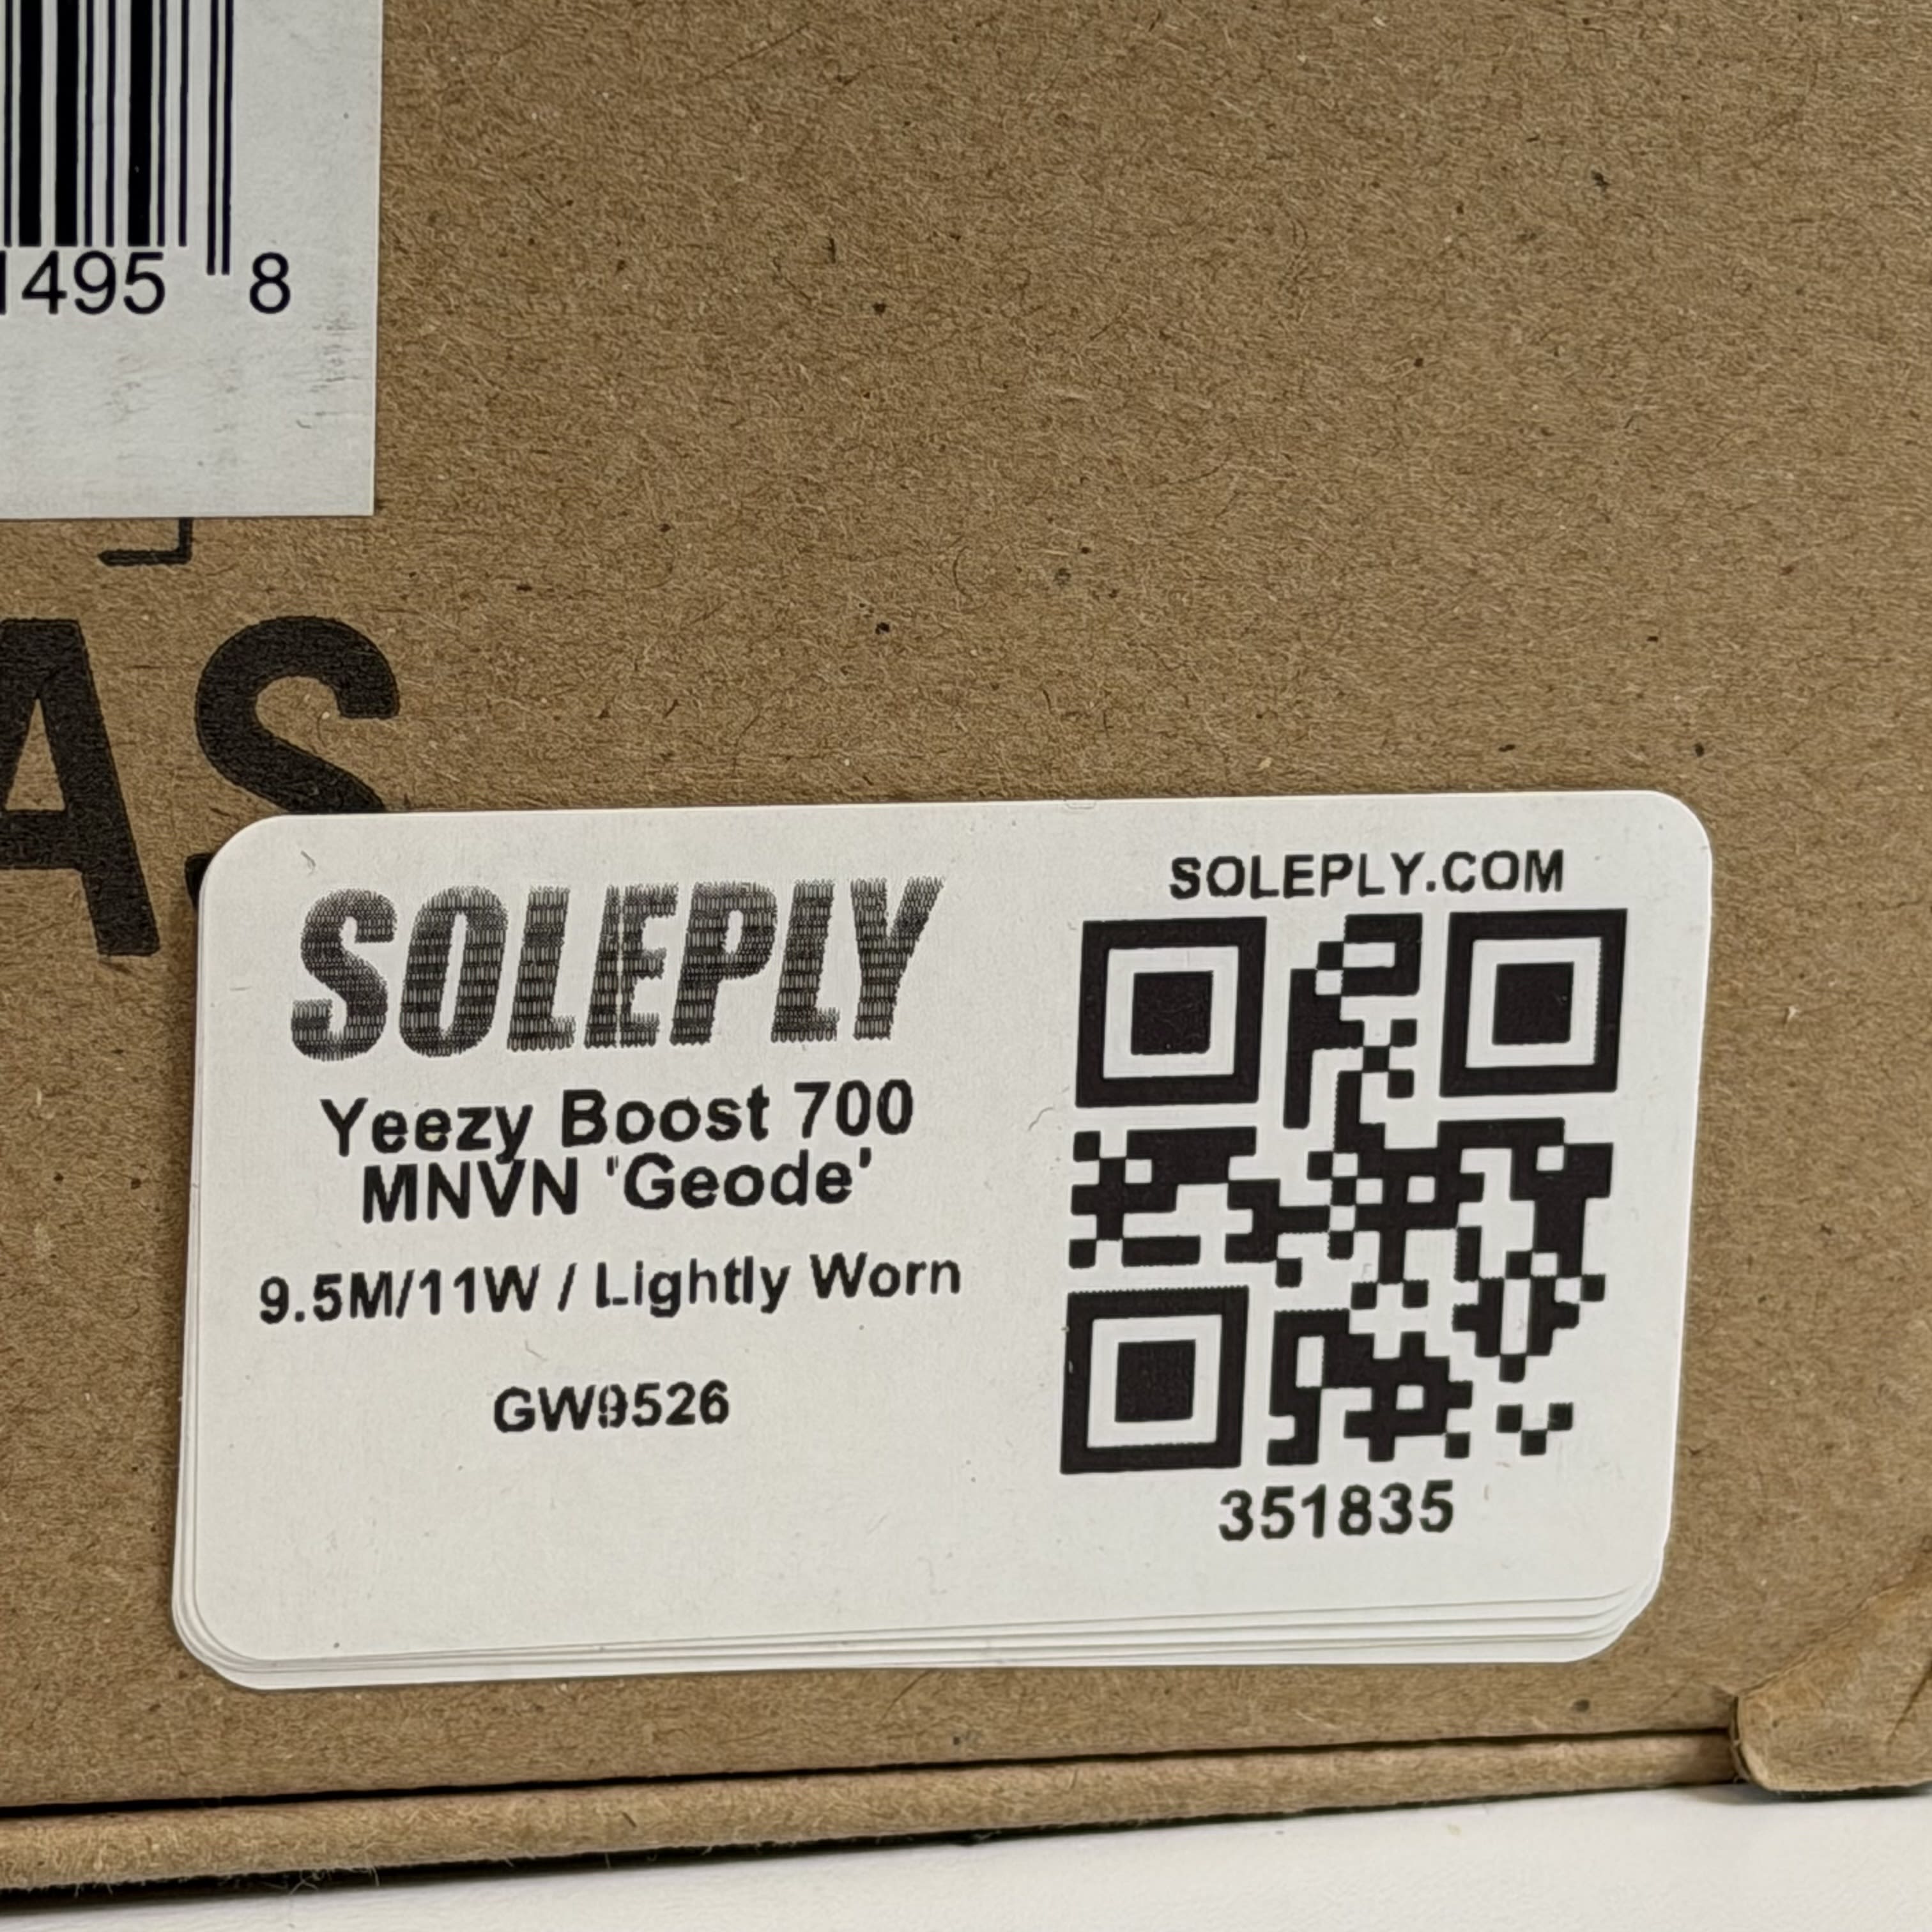 1495 8
AS
SOLEPLY
Yeezy Boost 700
MNVN 'Geode'
9.5M/11W / Lightly Worn
GW9526
SOLEPLY.COM
351835